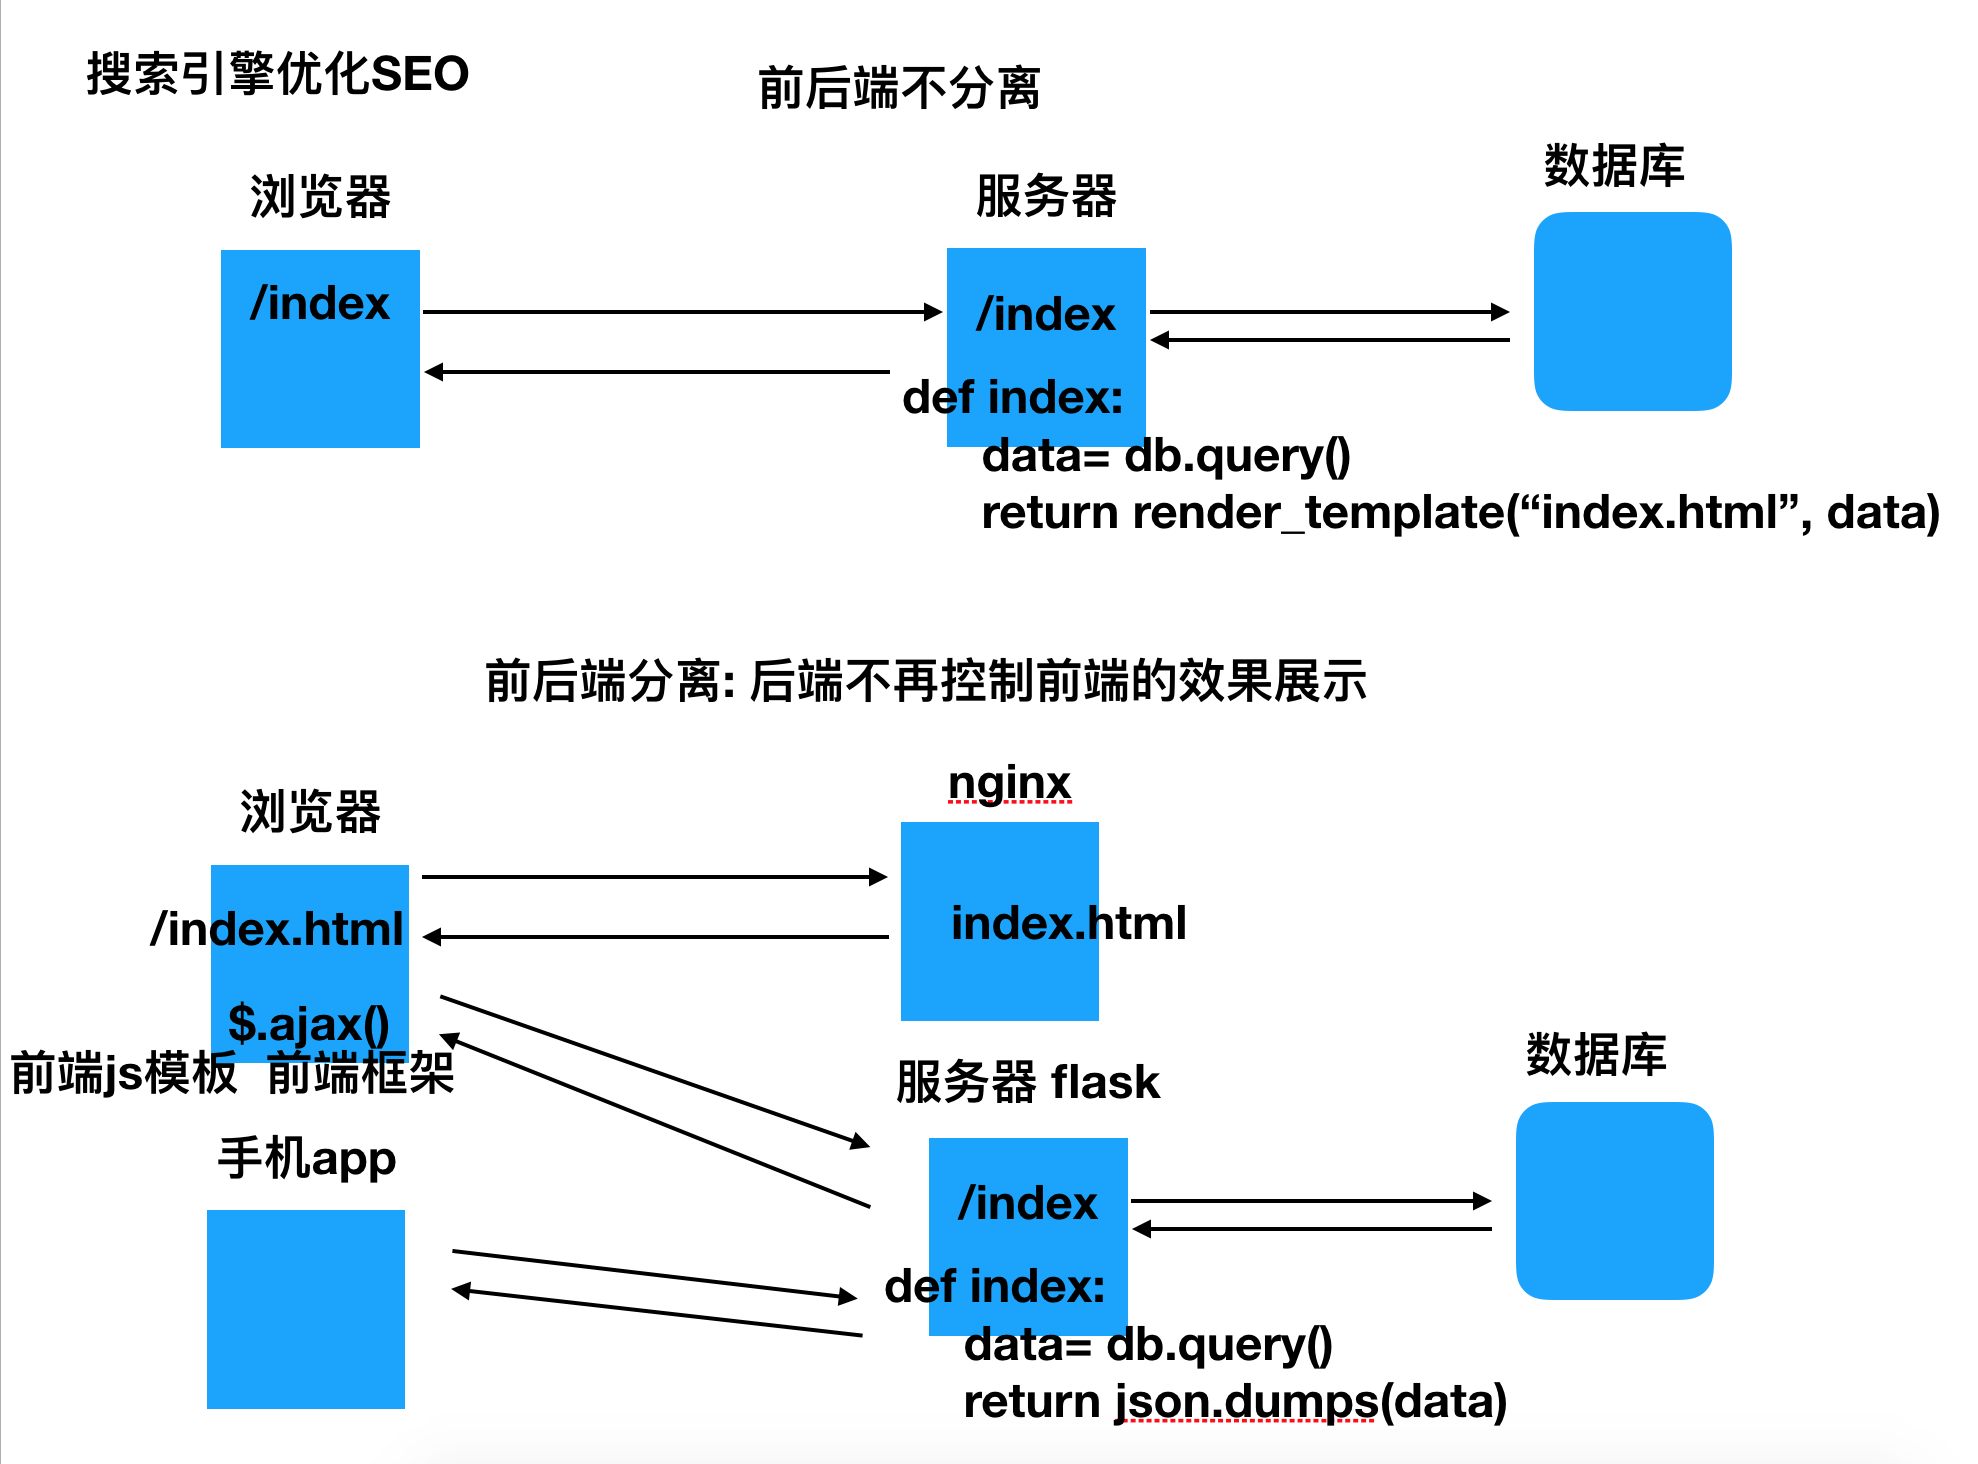 搜索引擎优化SEO
前后端不分离
浏览器
服务器
数据库
/index
/index
def index:
data= db.query()
return render_template(“index.html”, data)
前后端分离: 后端不再控制前端的效果展示
nginx
浏览器
/index.html
index.html
$.ajax()
前端js模板 前端框架
服务器 flask
数据库
手机app
/index
def index:
data= db.query()
return json.dumps(data)